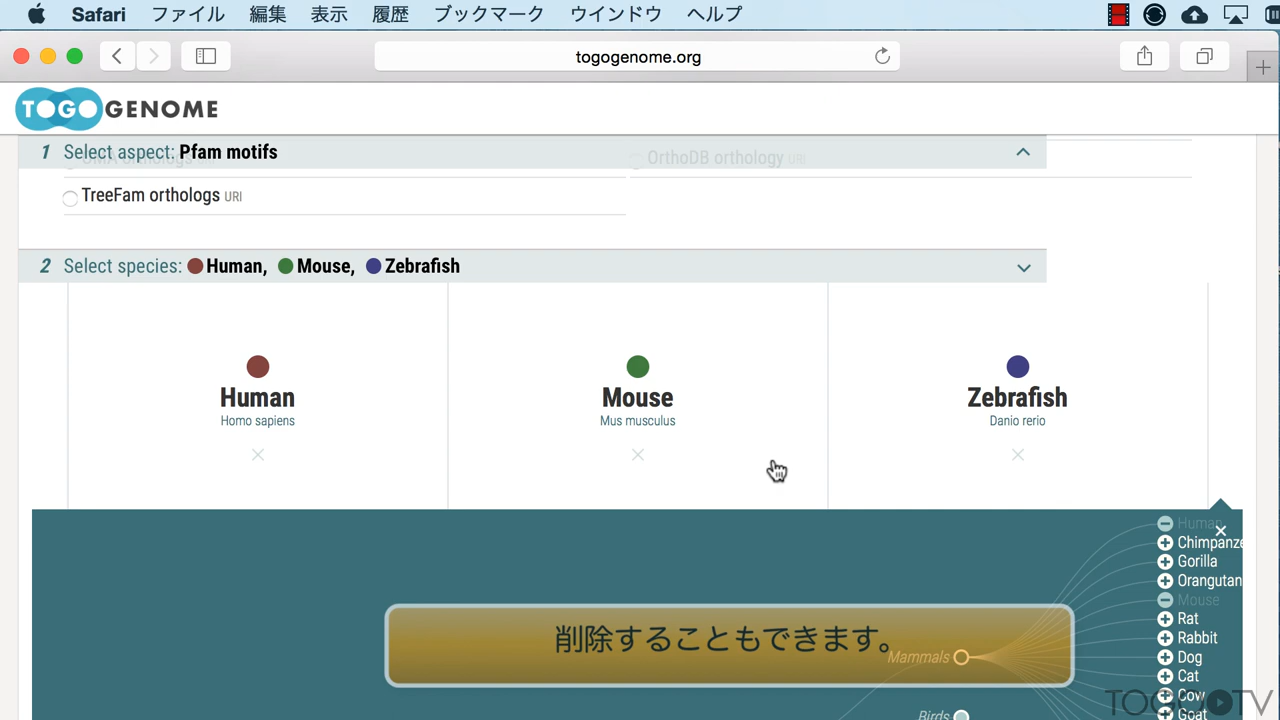 Safari ファイル 編集 表示 履歴 ブックマーク ウインドウ ヘルプ
togogenome.org
TOGOGENOME
1 Select aspect: Pfam motifs
OMA orthologs OrthoDB orthology URI
TreeFam orthologs URI
2 Select species: Human, Mouse, Zebrafish
Human Mouse Zebrafish
Homo sapiens Mus musculus Danio rerio
Human
Chimpanze
Gorilla
Orangutan
Mouse
Rat
Rabbit
削除することもできます。
Mammals
Dog
Cat
Cow
Goat
Birds
TOGOTV